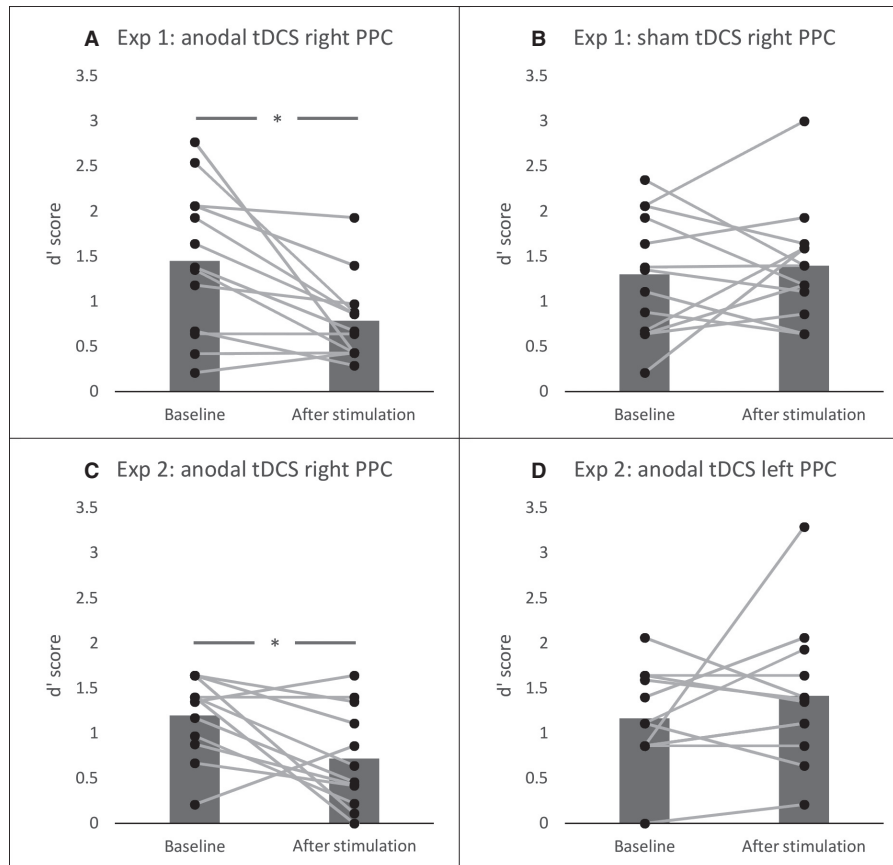 A Exp 1: anodal tDCS right PPC
3.5
3
2.5
2
1.5
1
0.5
0
d' score
*
Baseline
After stimulation
B Exp 1: sham tDCS right PPC
3.5
3
2.5
2
1.5
1
0.5
0
d' score
Baseline
After stimulation
C Exp 2: anodal tDCS right PPC
3.5
3
2.5
2
1.5
1
0.5
0
d' score
*
Baseline
After stimulation
D Exp 2: anodal tDCS left PPC
3.5
3
2.5
2
1.5
1
0.5
0
d' score
Baseline
After stimulation